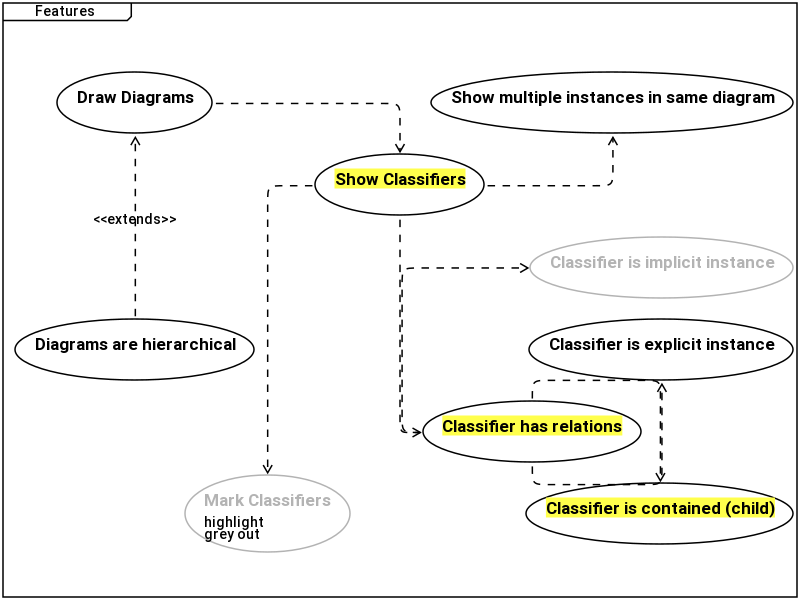 Features
Draw Diagrams
Show multiple instances in same diagram
Show Classifiers
<<extends>>
Classifier is implicit instance
Diagrams are hierarchical
Classifier is explicit instance
Classifier has relations
Mark Classifiers
highlight
grey out
Classifier is contained (child)